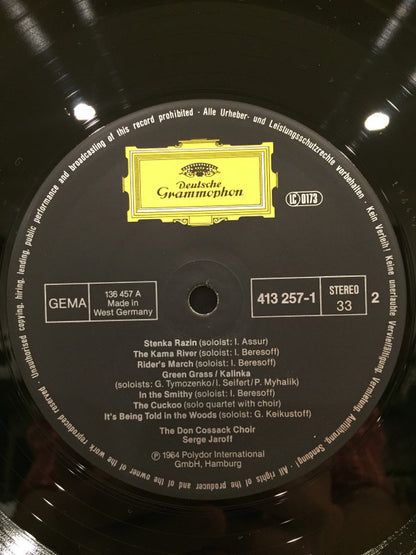 Unauthorised copying, hiring, lending, public performance and broadcasting of this record prohibited · Alle Urheber- und Leistungsschutzrechte vorbehalten · Kein Verleih! Keine unerlaubte Vervielfältigung, Vermietung, Aufführung, Sendung! All rights of the producer and of the owner of the work reproduced reserved ·
Deutsche
Grammophon
LC 0173
GEMA
136 457 A
Made in
West Germany
413 257-1
STEREO
33
2
Stenka Razin (soloist: I. Assur)
The Kama River (soloist: I. Beresoff)
Rider's March (soloist: I. Beresoff)
Green Grass / Kalinka
(soloists: G. Tymozenko/I. Seifert/P. Myhalik)
In the Smithy (soloist: I. Beresoff)
The Cuckoo (solo quartet with choir)
It's Being Told in the Woods (soloist: G. Keikustoff)
The Don Cossack Choir
Serge Jaroff
Ⓟ 1964 Polydor International
GmbH, Hamburg